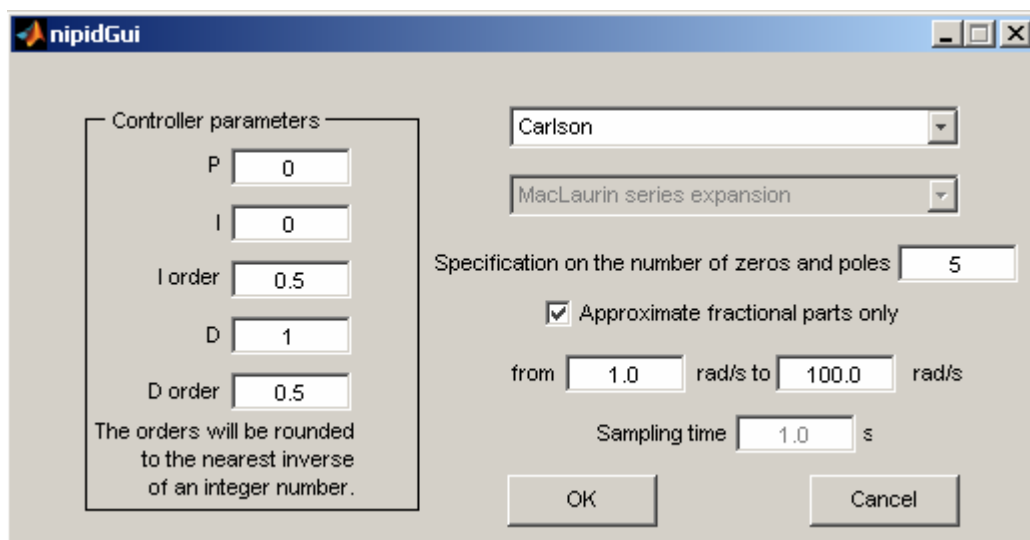 nipidGui
Controller parameters
P 0
I 0
I order 0.5
D 1
D order 0.5
The orders will be rounded
to the nearest inverse
of an integer number.
Carlson
MacLaurin series expansion
Specification on the number of zeros and poles 5
Approximate fractional parts only
from 1.0 rad/s to 100.0 rad/s
Sampling time 1.0 s
OK Cancel